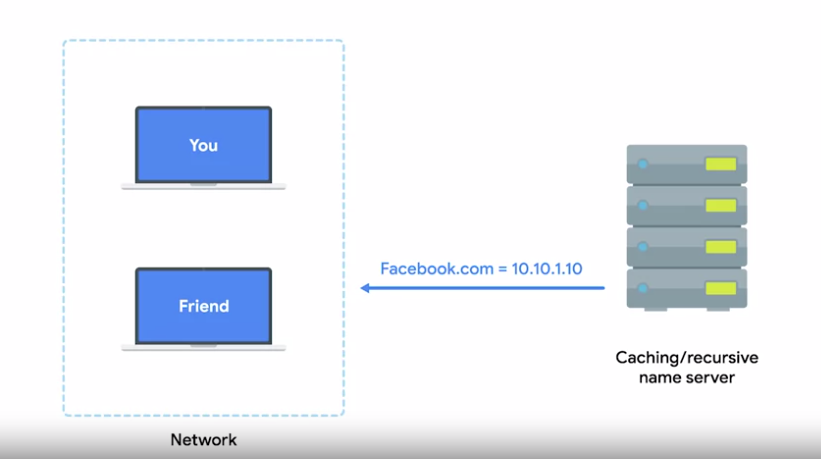 You
Facebook.com = 10.10.1.10
Friend
Caching/recursive
name server
Network